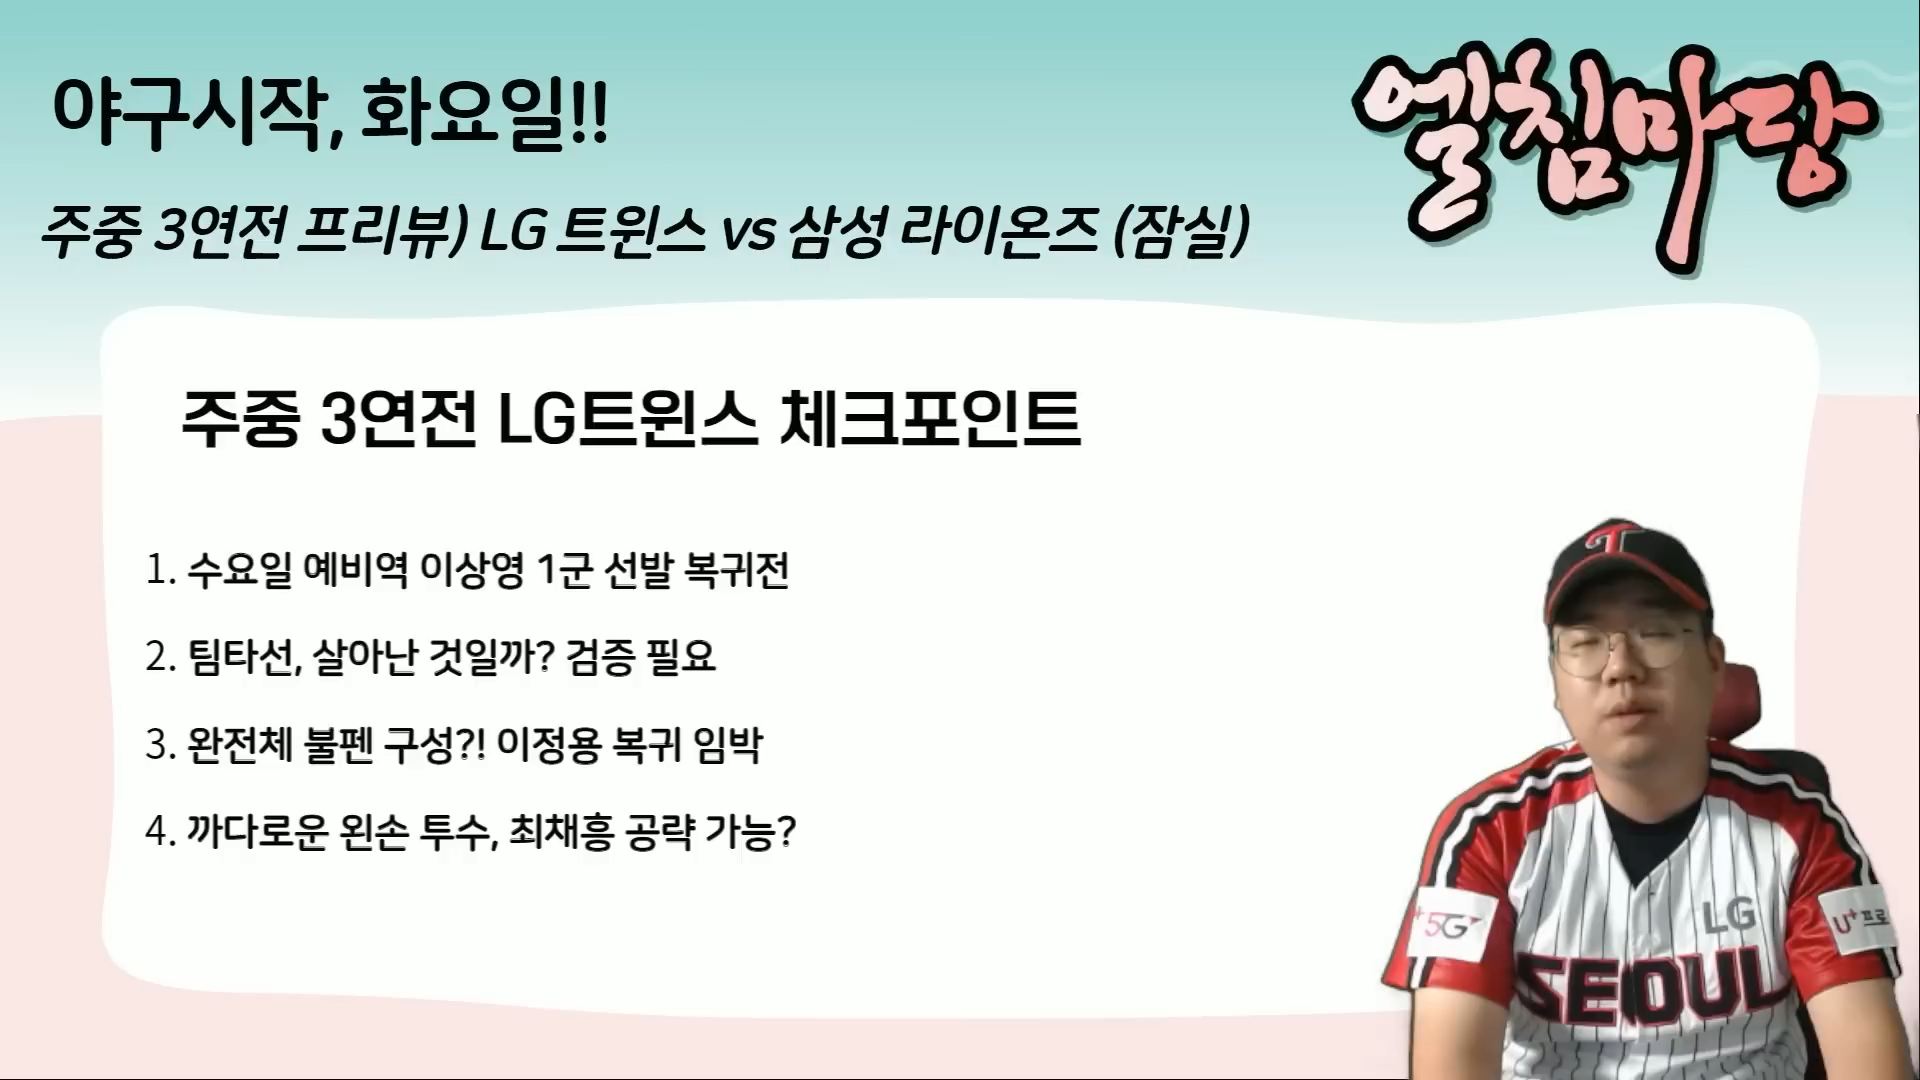 야구시작, 화요일!!
엘침마당
주중 3연전 프리뷰) LG 트윈스 vs 삼성 라이온즈 (잠실)
주중 3연전 LG트윈스 체크포인트
1. 수요일 예비역 이상영 1군 선발 복귀전
2. 팀타선, 살아난 것일까? 검증 필요
3. 완전체 불펜 구성?! 이정용 복귀 임박
4. 까다로운 왼손 투수, 최채흥 공략 가능?
T
+5G
LG
U+프로
SEOUL